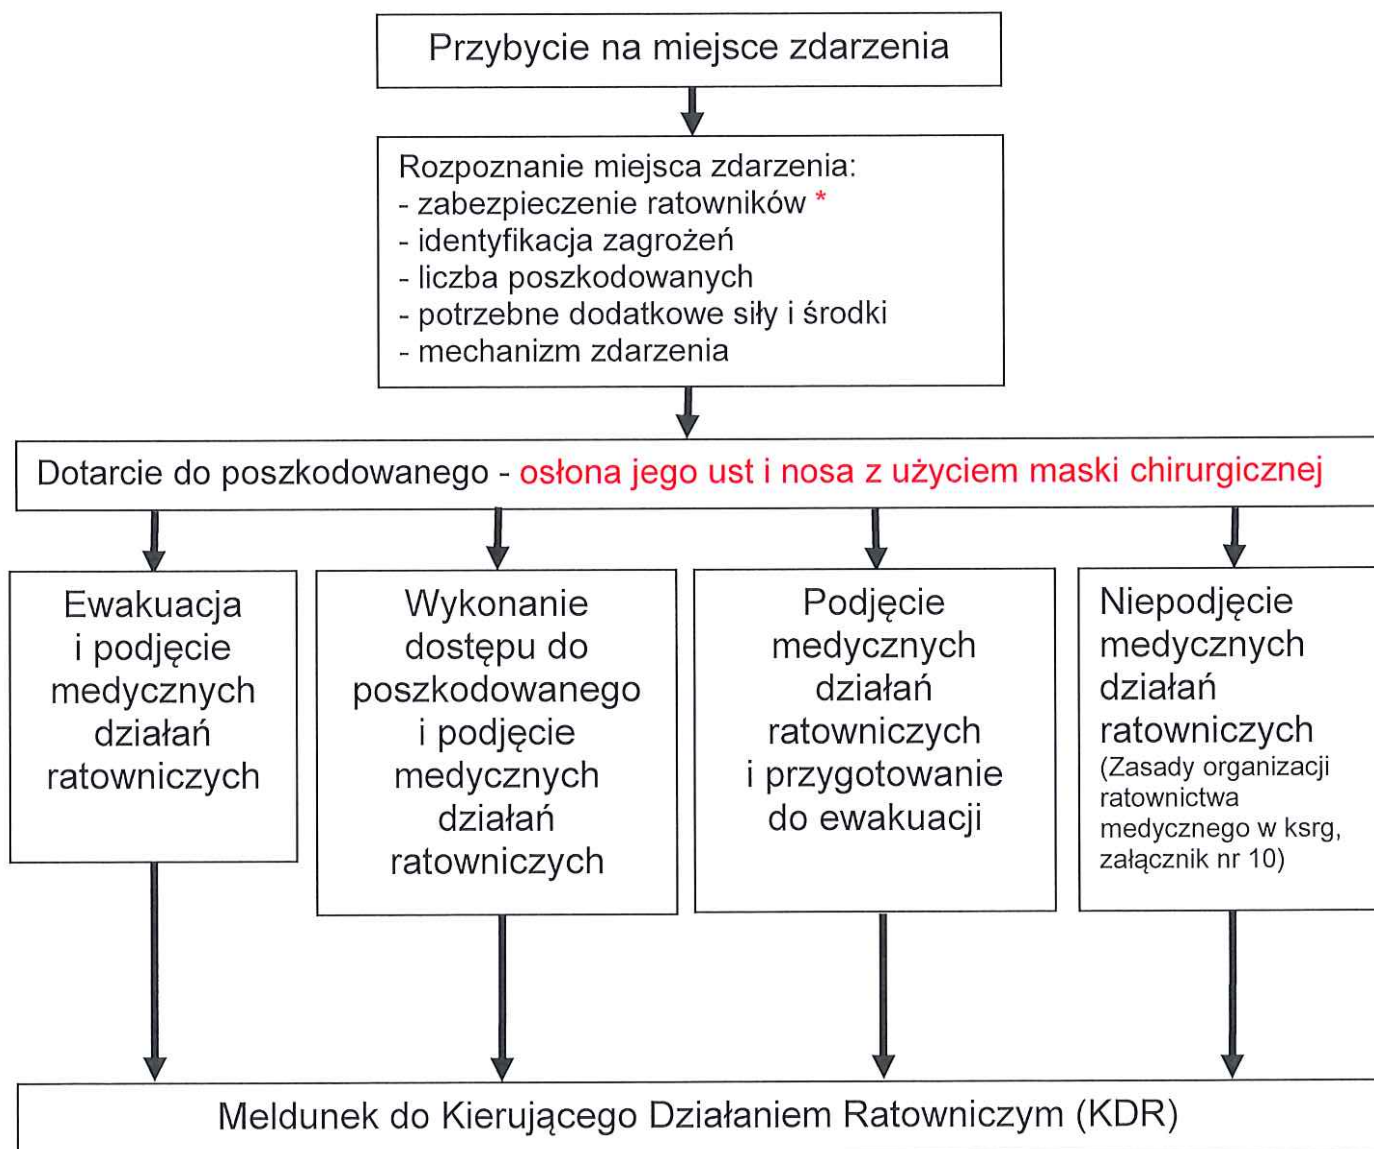 Przybycie na miejsce zdarzenia
Rozpoznanie miejsca zdarzenia:
- zabezpieczenie ratowników *
- identyfikacja zagrożeń
- liczba poszkodowanych
- potrzebne dodatkowe siły i środki
- mechanizm zdarzenia
Dotarcie do poszkodowanego - osłona jego ust i nosa z użyciem maski chirurgicznej
Ewakuacja
i podjęcie
medycznych
działań
ratowniczych
Wykonanie
dostępu do
poszkodowanego
i podjęcie
medycznych
działań
ratowniczych
Podjęcie
medycznych
działań
ratowniczych
i przygotowanie
do ewakuacji
Niepodjęcie
medycznych
działań
ratowniczych
(Zasady organizacji
ratownictwa
medycznego w ksrg,
załącznik nr 10)
Meldunek do Kierującego Działaniem Ratowniczym (KDR)